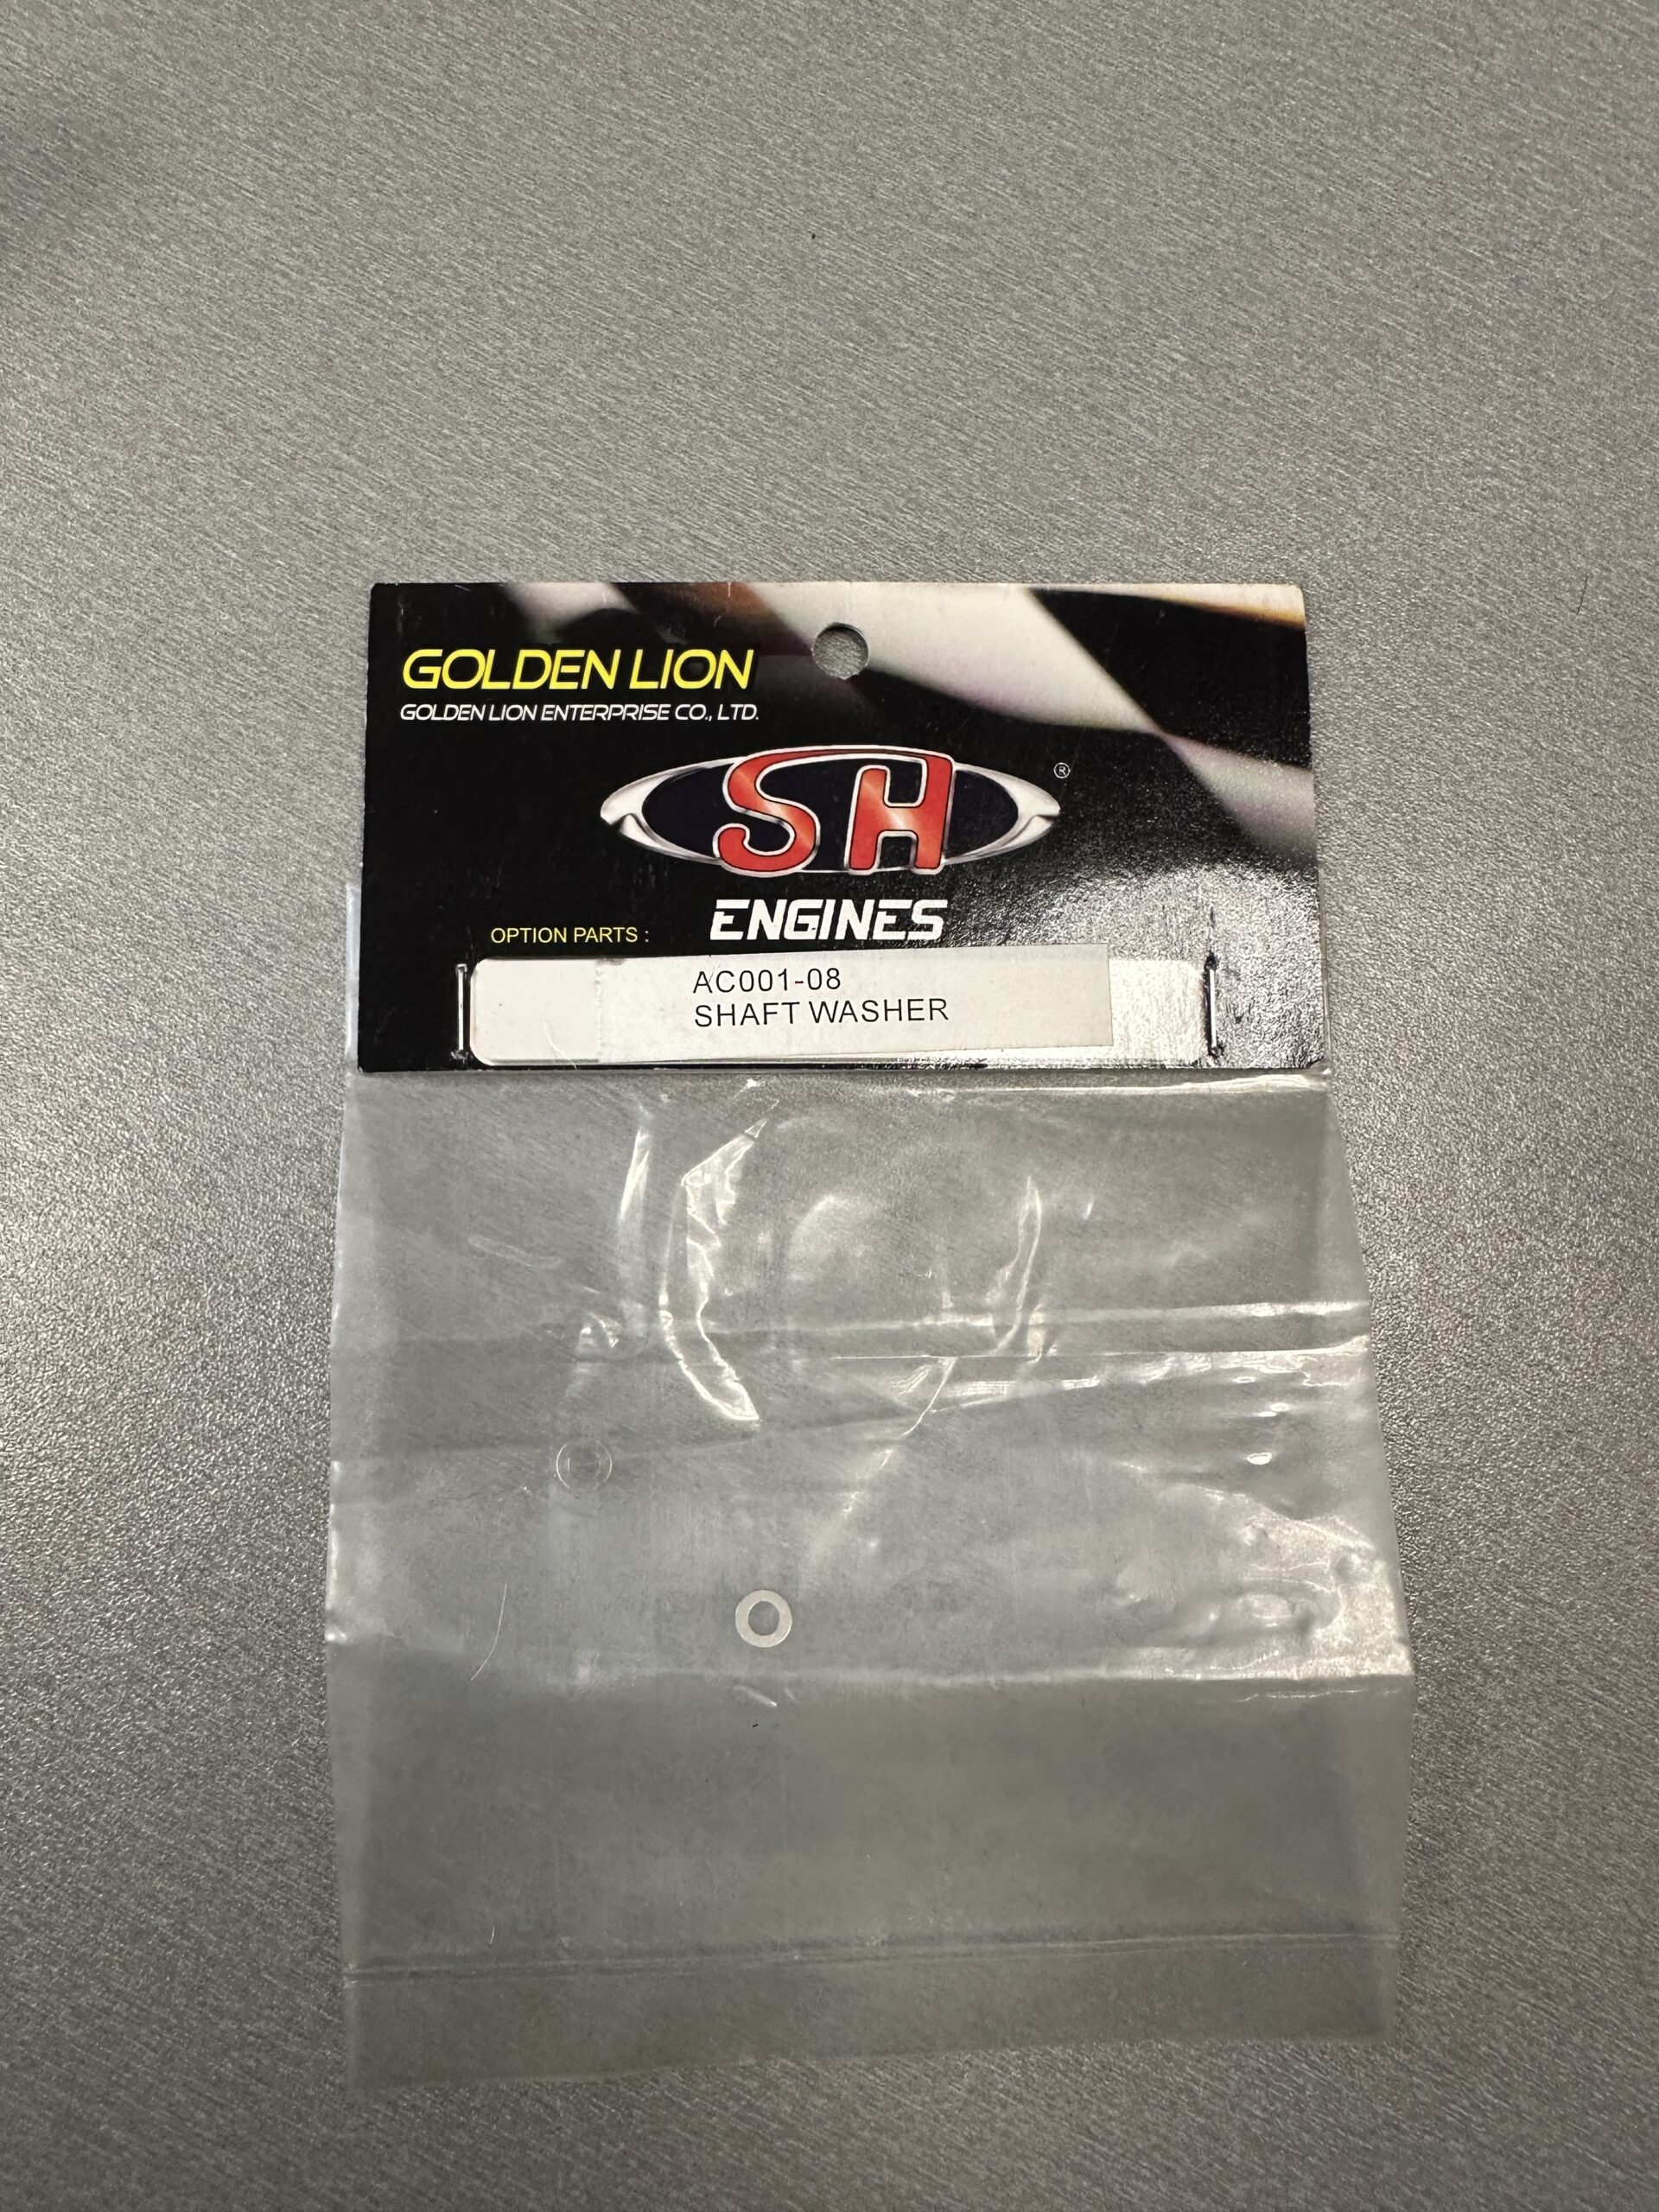 GOLDEN LION
GOLDEN LION ENTERPRISE CO., LTD.
SH ®
ENGINES
OPTION PARTS :
AC001-08
SHAFT WASHER